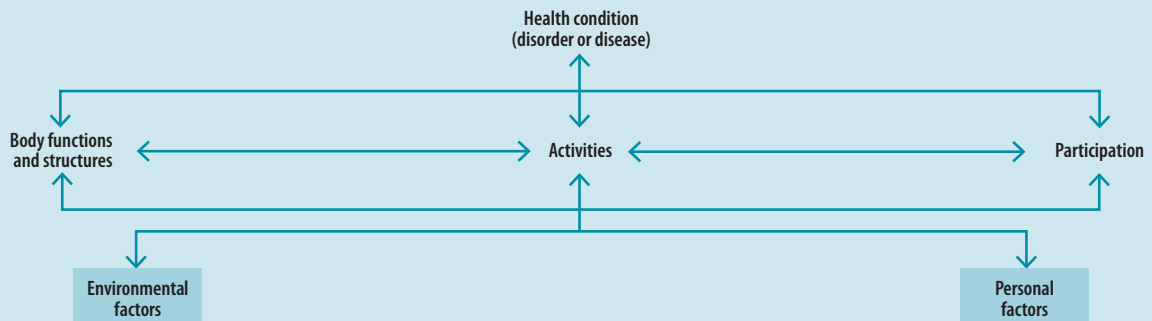 Health condition
(disorder or disease)
Body functions
and structures
Activities
Participation
Environmental
factors
Personal
factors